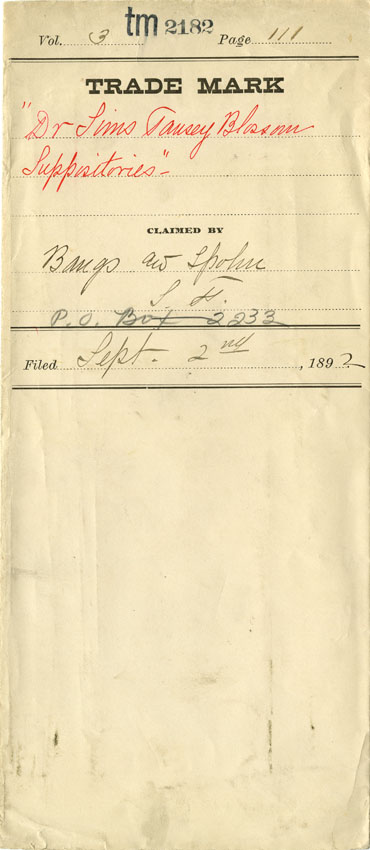 tm 2182
Vol. 3 Page 111
TRADE MARK
"Dr Sims Tansey Blossom
Suppositories"
CLAIMED BY
Bangs and Spohn
S. F.
P.O. Box 2233
Filed Sept. 2nd, 1892